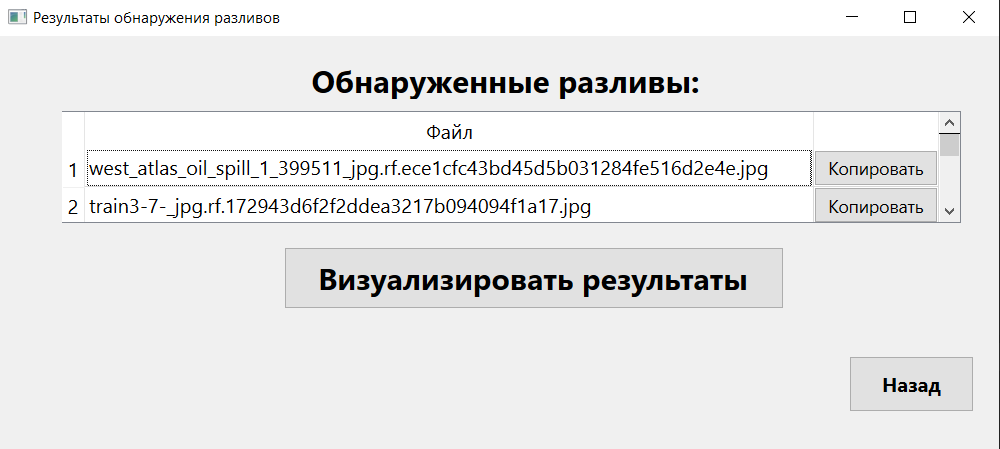 Результаты обнаружения разливов
Обнаруженные разливы:
Файл
1 west_atlas_oil_spill_1_399511_jpg.rf.ece1cfc43bd45d5b031284fe516d2e4e.jpg Копировать
2 train3-7-_jpg.rf.172943d6f2f2ddea3217b094094f1a17.jpg Копировать
Визуализировать результаты
Назад